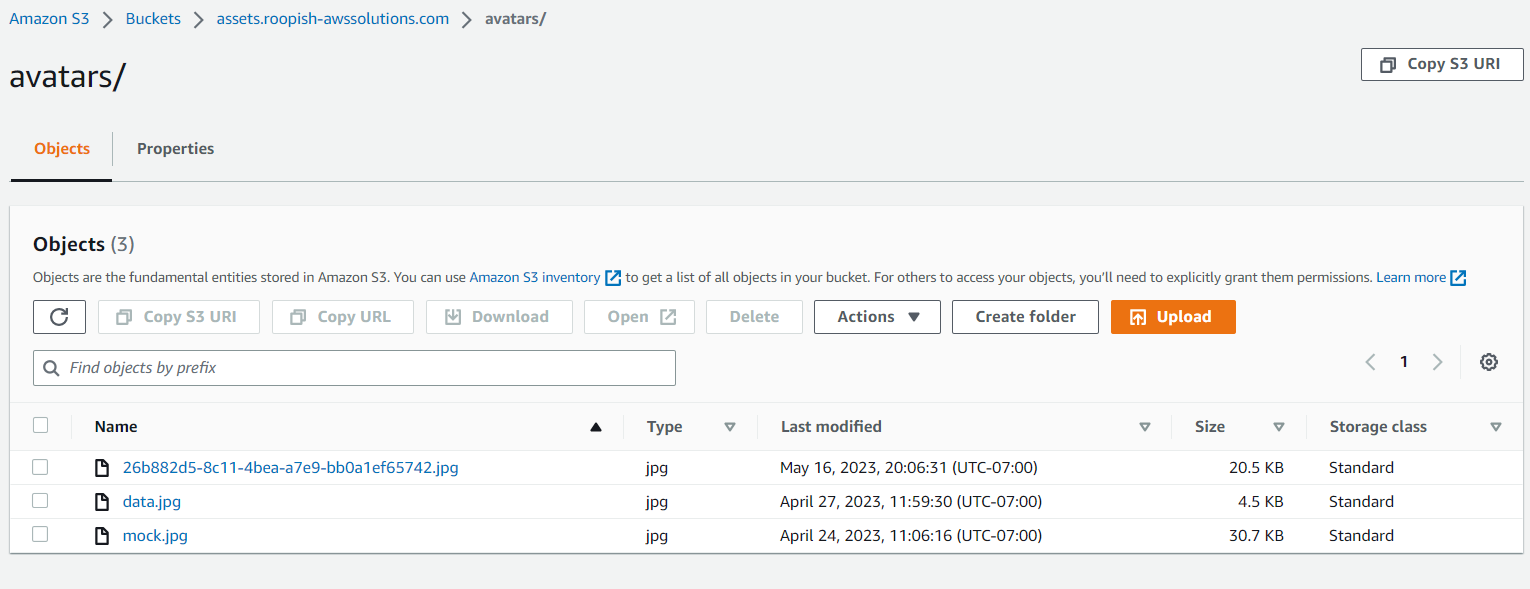 Amazon S3 > Buckets > assets.roopish-awssolutions.com > avatars/
avatars/
Copy S3 URI
Objects Properties
Objects (3)
Objects are the fundamental entities stored in Amazon S3. You can use Amazon S3 inventory to get a list of all objects in your bucket. For others to access your objects, you'll need to explicitly grant them permissions. Learn more
Copy S3 URI Copy URL Download Open Delete Actions Create folder Upload
Find objects by prefix
1
Name Type Last modified Size Storage class
26b882d5-8c11-4bea-a7e9-bb0a1ef65742.jpg jpg May 16, 2023, 20:06:31 (UTC-07:00) 20.5 KB Standard
data.jpg jpg April 27, 2023, 11:59:30 (UTC-07:00) 4.5 KB Standard
mock.jpg jpg April 24, 2023, 11:06:16 (UTC-07:00) 30.7 KB Standard